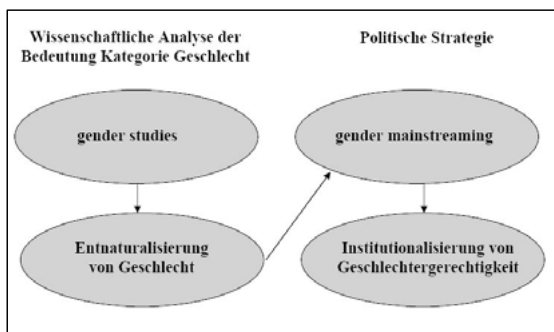 Wissenschaftliche Analyse der
Bedeutung Kategorie Geschlecht
Politische Strategie
gender studies
gender mainstreaming
Entnaturalisierung
von Geschlecht
Institutionalisierung von
Geschlechtergerechtigkeit